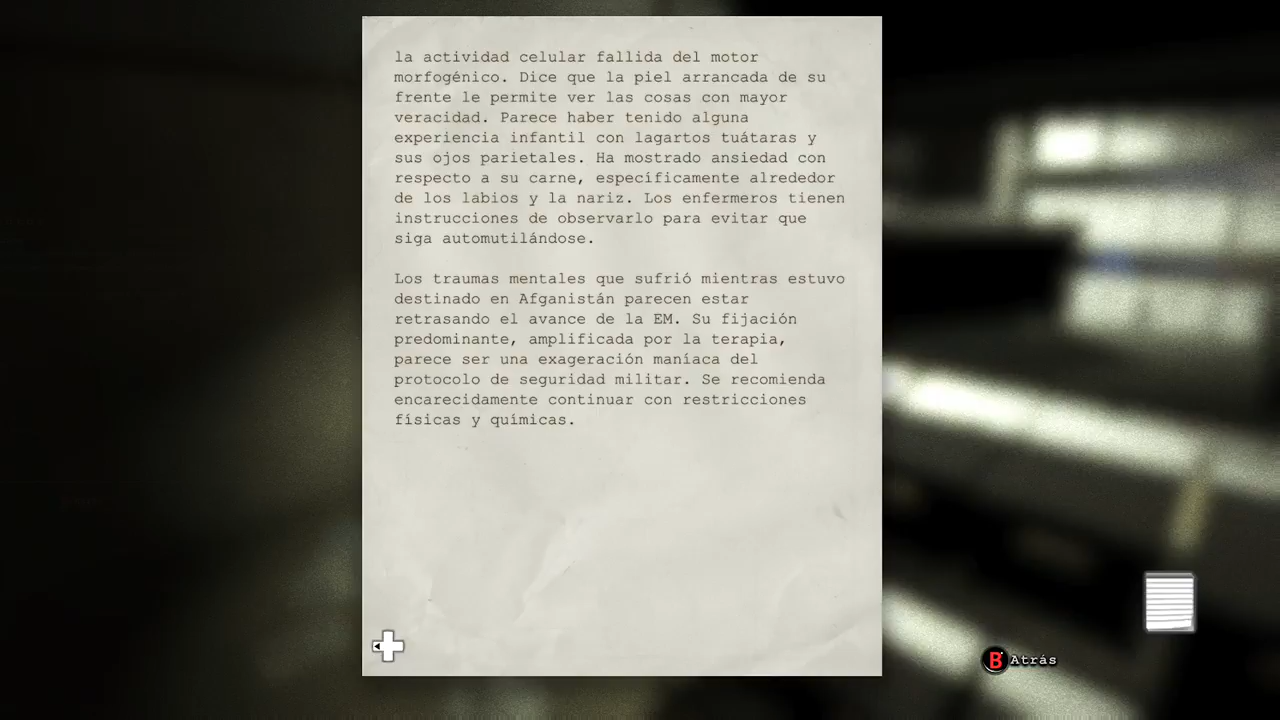 la actividad celular fallida del motor
morfogénico. Dice que la piel arrancada de su
frente le permite ver las cosas con mayor
veracidad. Parece haber tenido alguna
experiencia infantil con lagartos tuátaras y
sus ojos parietales. Ha mostrado ansiedad con
respecto a su carne, específicamente alrededor
de los labios y la nariz. Los enfermeros tienen
instrucciones de observarlo para evitar que
siga automutilándose.
Los traumas mentales que sufrió mientras estuvo
destinado en Afganistán parecen estar
retrasando el avance de la EM. Su fijación
predominante, amplificada por la terapia,
parece ser una exageración maníaca del
protocolo de seguridad militar. Se recomienda
encarecidamente continuar con restricciones
físicas y químicas.
B Atrás